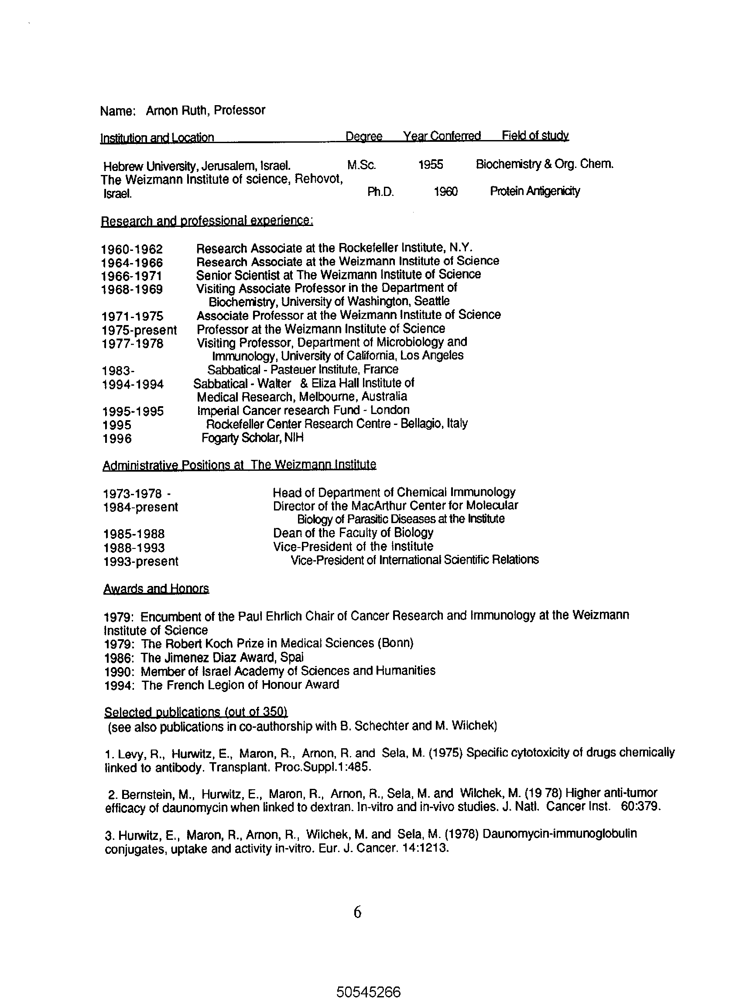 Name: Arnon Ruth, Professor
Institution and Location Degree Year Conferred Field of study
Hebrew University, Jerusalem, Israel. M.Sc. 1955 Biochemistry & Org. Chem.
The Weizmann Institute of science, Rehovot,
Israel. Ph.D. 1960 Protein Antigenicity
Research and professional experience:
1960-1962 Research Associate at the Rockefeller Institute, N.Y.
1964-1966 Research Associate at the Weizmann Institute of Science
1966-1971 Senior Scientist at The Weizmann Institute of Science
1968-1969 Visiting Associate Professor in the Department of
Biochemistry, University of Washington, Seattle
1971-1975 Associate Professor at the Weizmann Institute of Science
1975-present Professor at the Weizmann Institute of Science
1977-1978 Visiting Professor, Department of Microbiology and
Immunology, University of California, Los Angeles
1983- Sabbatical - Pasteuer Institute, France
1994-1994 Sabbatical - Walter & Eliza Hall Institute of
Medical Research, Melbourne, Australia
1995-1995 Imperial Cancer research Fund - London
1995 Rockefeller Center Research Centre - Bellagio, Italy
1996 Fogarty Scholar, NIH
Administrative Positions at The Weizmann Institute
1973-1978 - Head of Department of Chemical Immunology
1984-present Director of the MacArthur Center for Molecular
Biology of Parasitic Diseases at the Institute
1985-1988 Dean of the Faculty of Biology
1988-1993 Vice-President of the Institute
1993-present Vice-President of International Scientific Relations
Awards and Honors
1979: Encumbent of the Paul Ehrlich Chair of Cancer Research and Immunology at the Weizmann
Institute of Science
1979: The Robert Koch Prize in Medical Sciences (Bonn)
1986: The Jimenez Diaz Award, Spai
1990: Member of Israel Academy of Sciences and Humanities
1994: The French Legion of Honour Award
Selected publications (out of 350)
(see also publications in co-authorship with B. Schechter and M. Wilchek)
1. Levy, R., Hurwitz, E., Maron, R., Arnon, R. and Sela, M. (1975) Specific cytotoxicity of drugs chemically
linked to antibody. Transplant. Proc.Suppl.1:485.
2. Bernstein, M., Hurwitz, E., Maron, R., Arnon, R., Sela, M. and Wilchek, M. (19 78) Higher anti-tumor
efficacy of daunomycin when linked to dextran. In-vitro and in-vivo studies. J. Natl. Cancer Inst. 60:379.
3. Hurwitz, E., Maron, R., Arnon, R., Wilchek, M. and Sela, M. (1978) Daunomycin-immunoglobulin
conjugates, uptake and activity in-vitro. Eur. J. Cancer. 14:1213.
6
50545266